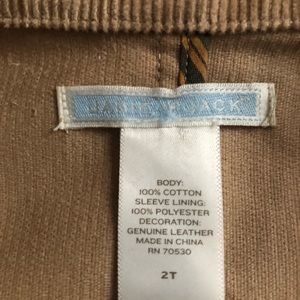 JANIE AND JACK
BODY:
100% COTTON
SLEEVE LINING:
100% POLYESTER
DECORATION:
GENUINE LEATHER
MADE IN CHINA
RN 70530
2T